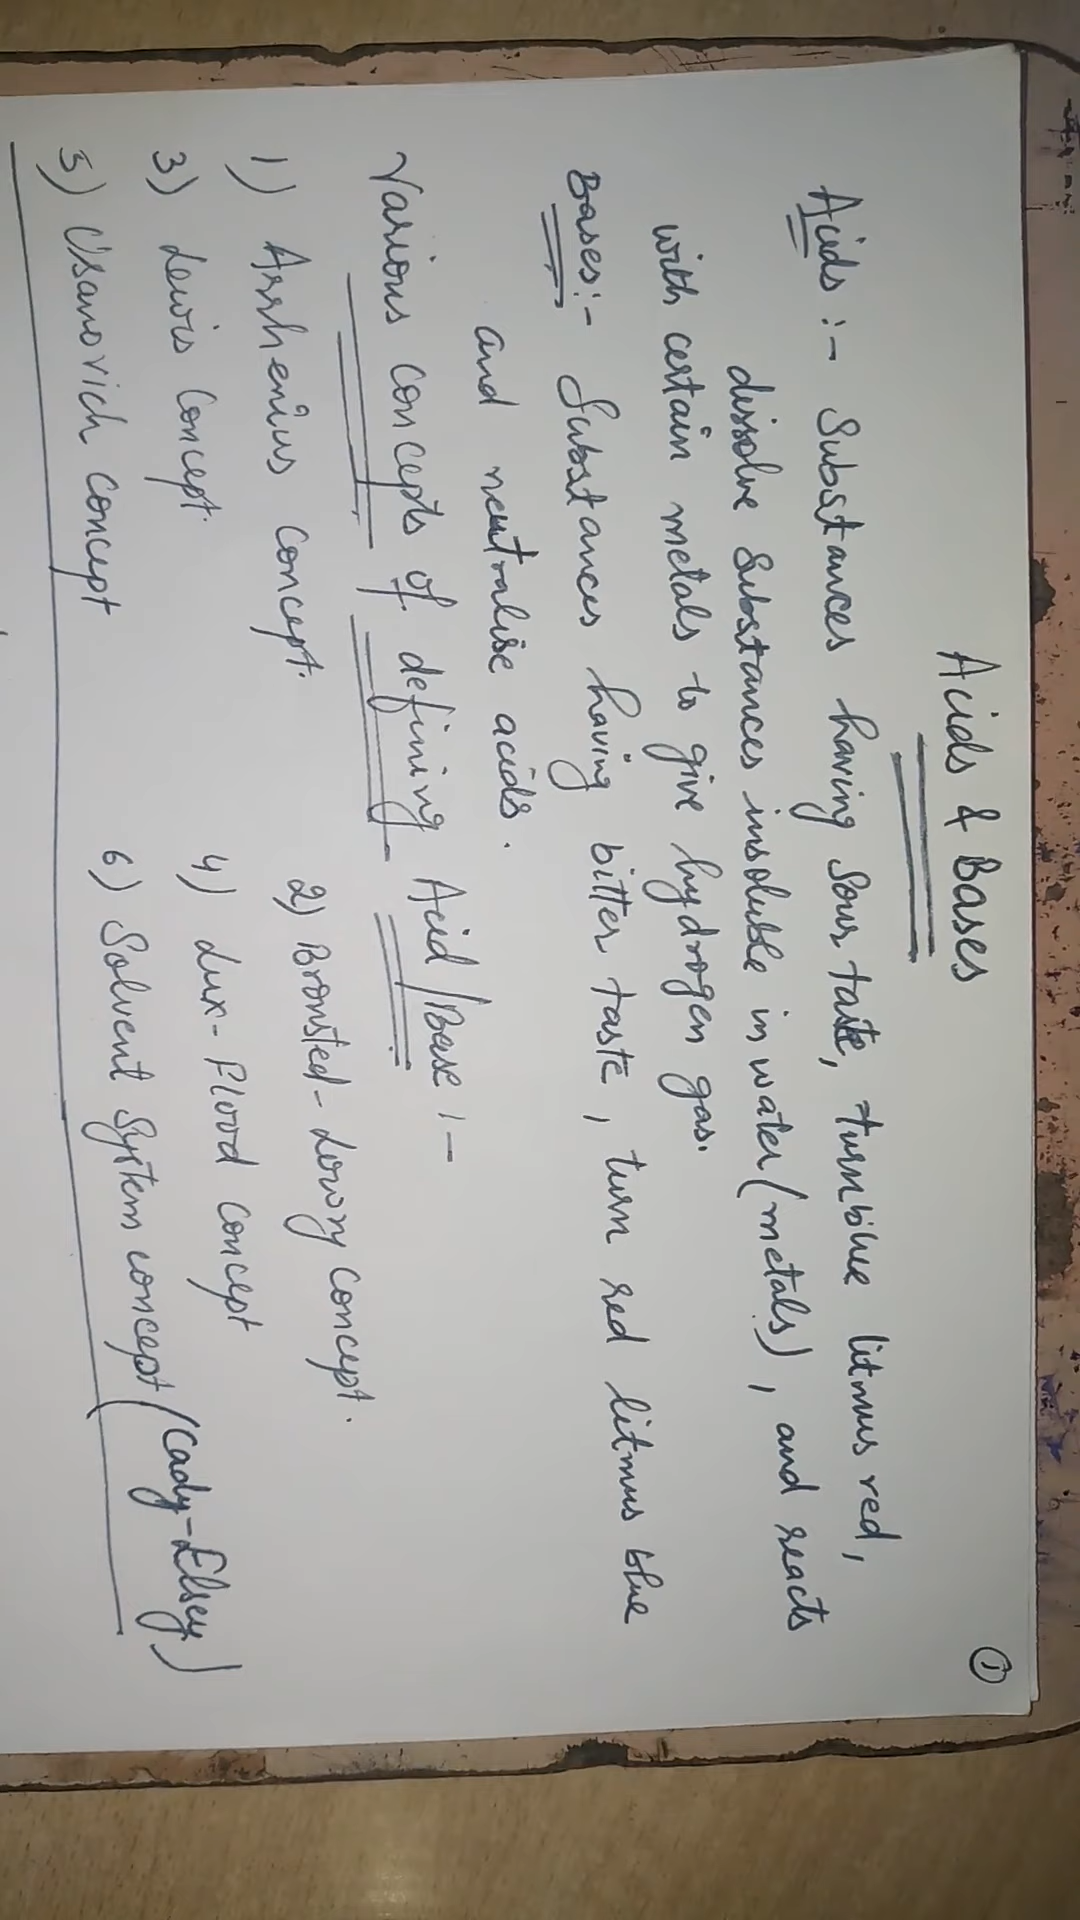 ①
Acids & Bases
Acids :- Substances having sour taste, turn blue litmus red,
dissolve substances insoluble in water (metals), and reacts
with certain metals to give hydrogen gas.
Bases:- Substances having bitter taste, turn red litmus blue
and neutralise acids.
Various concepts of defining Acid/Base :-
1) Arrhenius concept. 2) Bronsted-Lowry concept.
3) Lewis Concept. 4) Lux-Flood concept
5) Usanovich concept 6) Solvent System concept (Cady-Elsey)